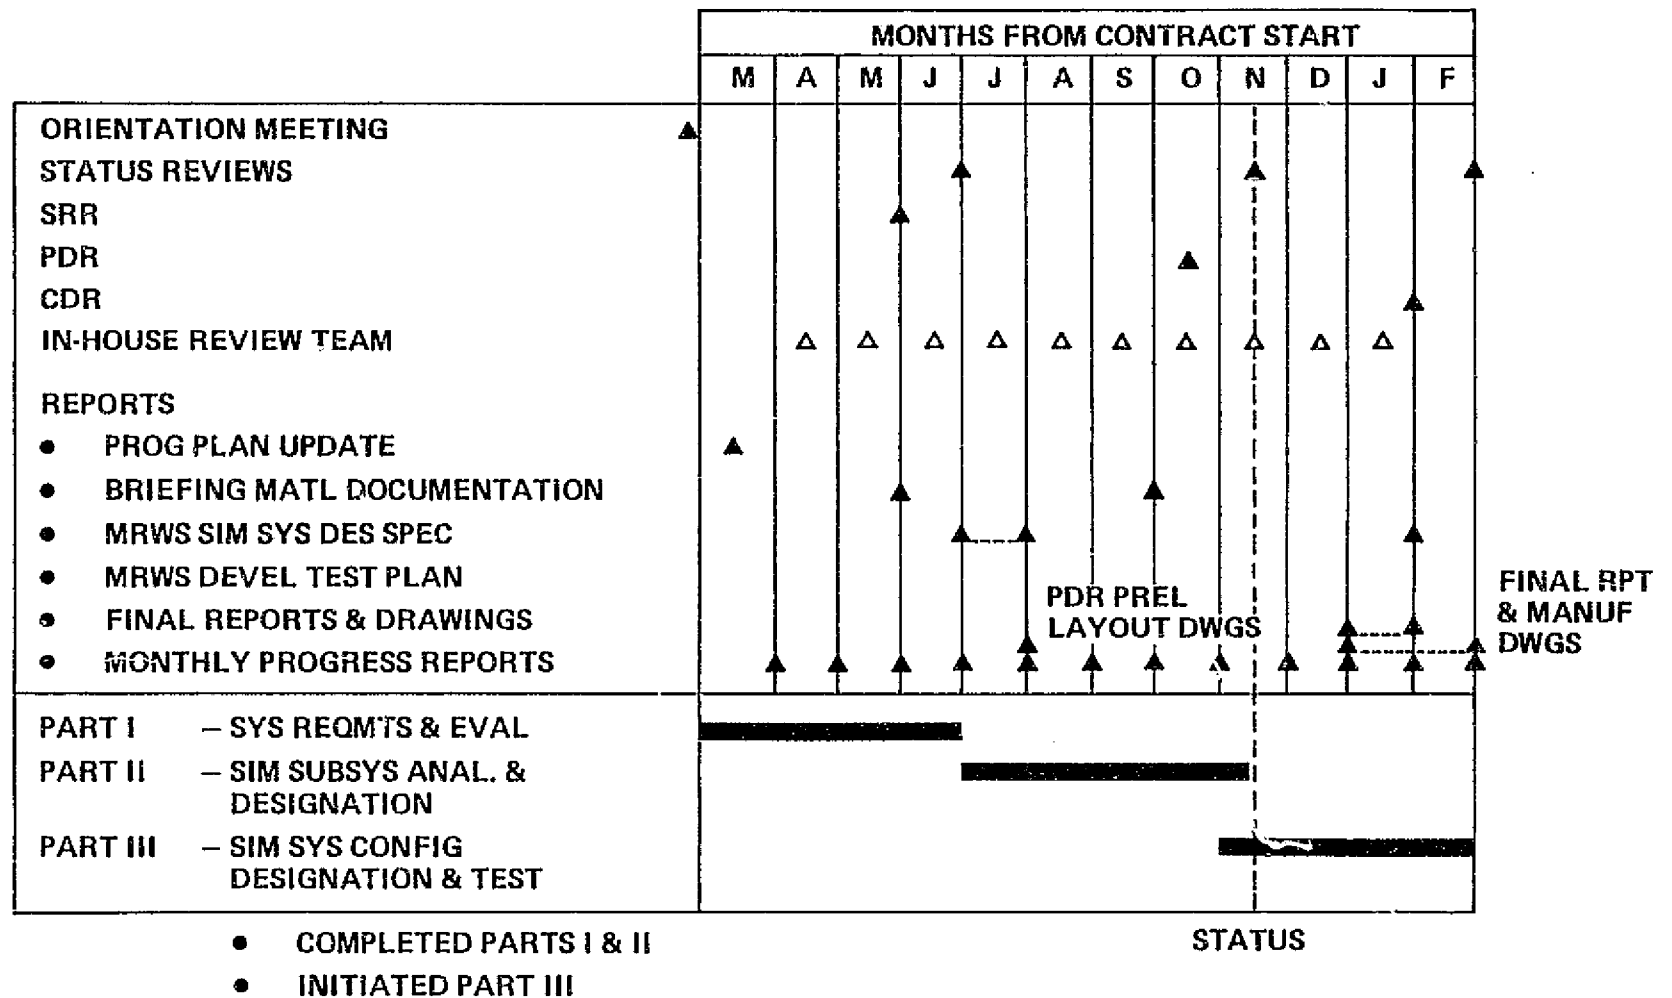 MONTHS FROM CONTRACT START
M A M J J A S O N D J F
ORIENTATION MEETING
STATUS REVIEWS
SRR
PDR
CDR
IN-HOUSE REVIEW TEAM
REPORTS
• PROG PLAN UPDATE
• BRIEFING MATL DOCUMENTATION
• MRWS SIM SYS DES SPEC
• MRWS DEVEL TEST PLAN
• FINAL REPORTS & DRAWINGS
• MONTHLY PROGRESS REPORTS
PDR PREL
LAYOUT DWGS
FINAL RPT
& MANUF
DWGS
PART I – SYS REQMTS & EVAL
PART II – SIM SUBSYS ANAL. &
DESIGNATION
PART III – SIM SYS CONFIG
DESIGNATION & TEST
STATUS
• COMPLETED PARTS I & II
• INITIATED PART III